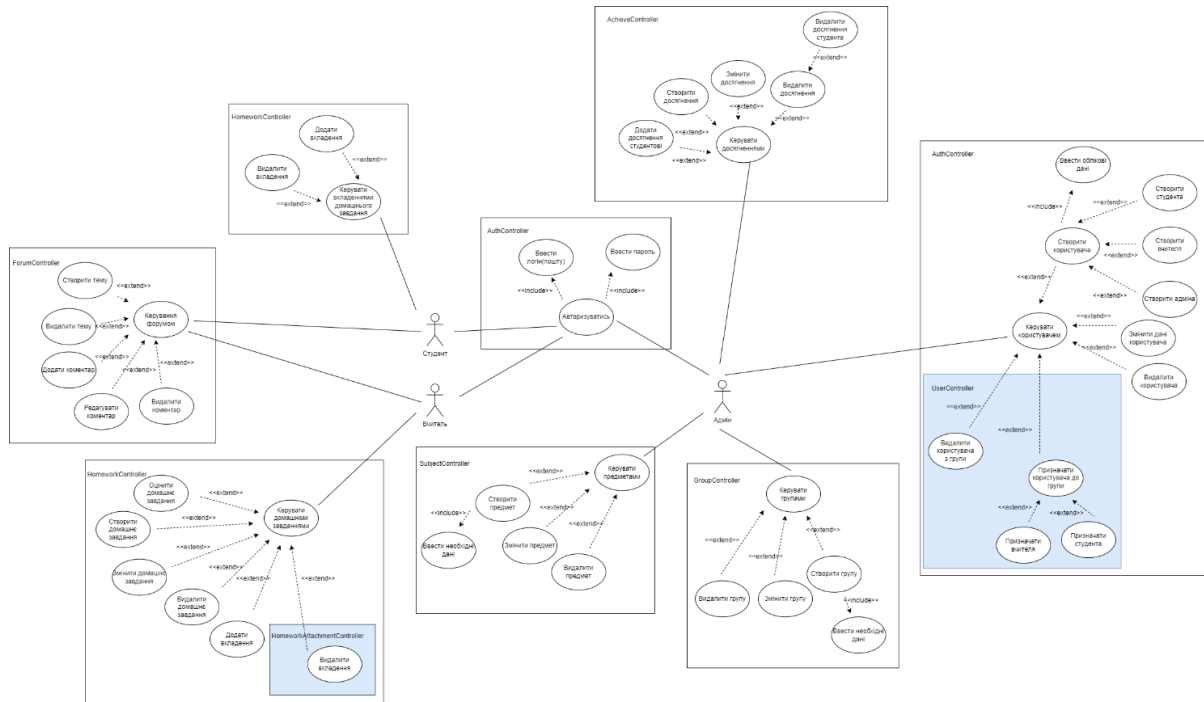 AchieveController
Видалити
досягнення
студента
<<extend>>
Змінити
досягнення
Створити
досягнення
Видалити
досягнення
<<extend>>
<<extend>>
Додати
досягнення
студентові
<<extend>>
<<extend>>
Керувати
досягненнями
HomeworkController
Додати
вкладення
<<extend>>
Видалити
вкладення
<<extend>>
Керувати
вкладеннями
домашнього
завдання
AuthController
Ввести
логін(пошту)
Ввести пароль
<<include>>
<<include>>
Авторизуватись
ForumController
Створити тему
<<extend>>
Видалити тему
<<extend>>
Керування
форумом
Додати коментар
<<extend>>
<<extend>>
<<extend>>
Редагувати
коментар
Видалити
коментар
Студент
Вчитель
Адмін
AuthController
Ввести облікові
дані
<<include>>
Створити
студента
<<extend>>
Створити
користувача
<<extend>>
Створити
вчителя
<<extend>>
<<extend>>
Створити адміна
Керувати
користувачем
<<extend>>
Змінити дані
користувача
<<extend>>
Видалити
користувача
UserController
<<extend>>
<<extend>>
Видалити
користувача
з групи
Призначати
користувача до
групи
<<extend>>
<<extend>>
Призначати
вчителя
Призначати
студента
HomeworkController
Оцінити
домашнє
завдання
<<extend>>
Керувати
домашніми
завданнями
Створити
домашнє
завдання
<<extend>>
<<extend>>
Змінити домашнє
завдання
<<extend>>
<<extend>>
<<extend>>
Видалити
домашнє
завдання
Додати
вкладення
HomeworkAttachmentController
Видалити
вкладення
SubjectController
Керувати
предметами
<<extend>>
Створити
предмет
<<include>>
<<extend>>
<<extend>>
Ввести необхідні
дані
Змінити предмет
Видалити
предмет
GroupController
Керувати
групами
<<extend>>
<<extend>>
<<extend>>
Видалити групу
Змінити групу
Створити групу
<<include>>
Ввести необхідні
дані